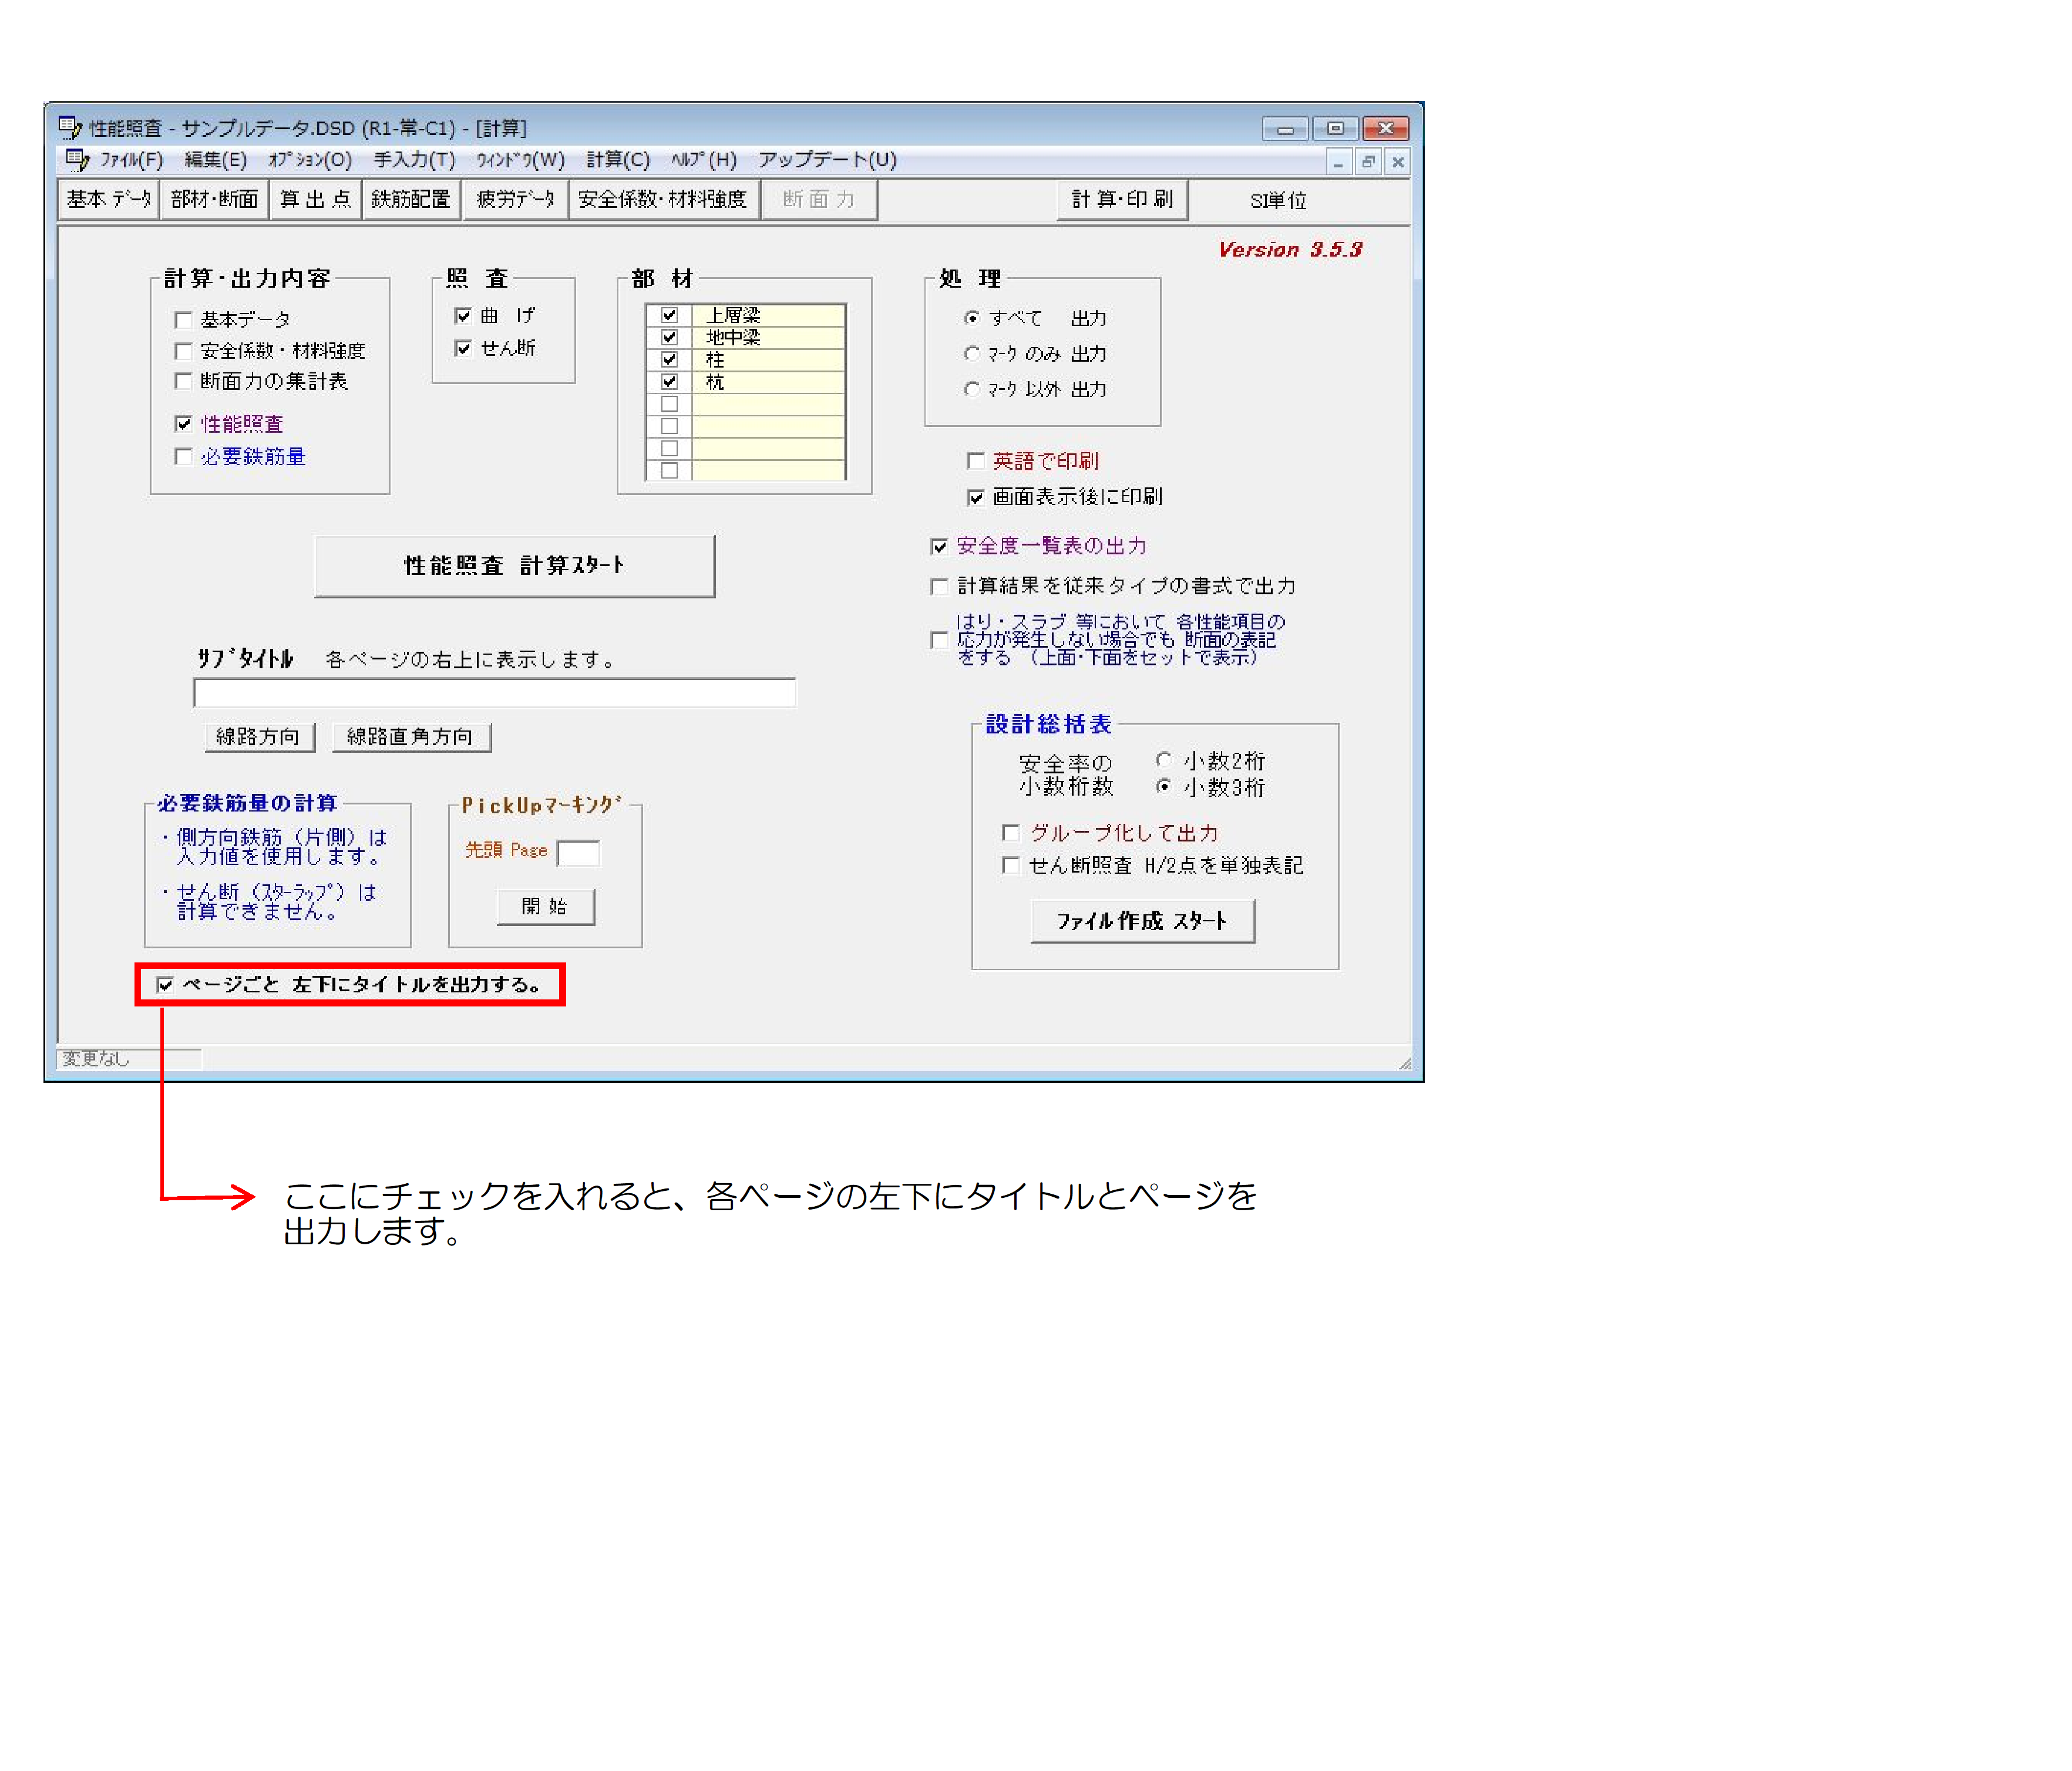 性能照査 - サンプルデータ.DSD (R1-常-C1) - [計算]
ﾌｧｲﾙ(F) 編集(E) ｵﾌﾟｼｮﾝ(O) 手入力(T) ｳｨﾝﾄﾞｳ(W) 計算(C) ﾍﾙﾌﾟ(H) アップデート(U)
基本 ﾃﾞｰﾀ 部材･断面 算 出 点 鉄筋配置 疲労ﾃﾞｰﾀ 安全係数･材料強度 断 面 力 計 算･印 刷 SI単位
Version 3.5.3
計算・出力内容
基本データ
安全係数・材料強度
断面力の集計表
性能照査
必要鉄筋量
照 査
曲 げ
せん断
部 材
上層梁
地中梁
柱
杭
処 理
すべて 出力
ﾏｰｸ のみ 出力
ﾏｰｸ 以外 出力
英語で印刷
画面表示後に印刷
性能照査 計算ｽﾀｰﾄ
安全度一覧表の出力
計算結果を従来タイプの書式で出力
はり・スラブ 等において 各性能項目の
応力が発生しない場合でも 断面の表記
をする （上面･下面をセットで表示）
ｻﾌﾞﾀｲﾄﾙ 各ページの右上に表示します。
線路方向 線路直角方向
設計総括表
安全率の
小数桁数
小数2桁
小数3桁
グループ化して出力
せん断照査 H/2点を単独表記
ﾌｧｲﾙ作成 ｽﾀｰﾄ
必要鉄筋量の計算
・側方向鉄筋（片側）は
入力値を使用します。
・せん断（ｽﾀｰﾗｯﾌﾟ）は
計算できません。
PickUpﾏｰｷﾝｸﾞ
先頭 Page
開 始
ページごと 左下にタイトルを出力する。
変更なし
ここにチェックを入れると、各ページの左下にタイトルとページを
出力します。